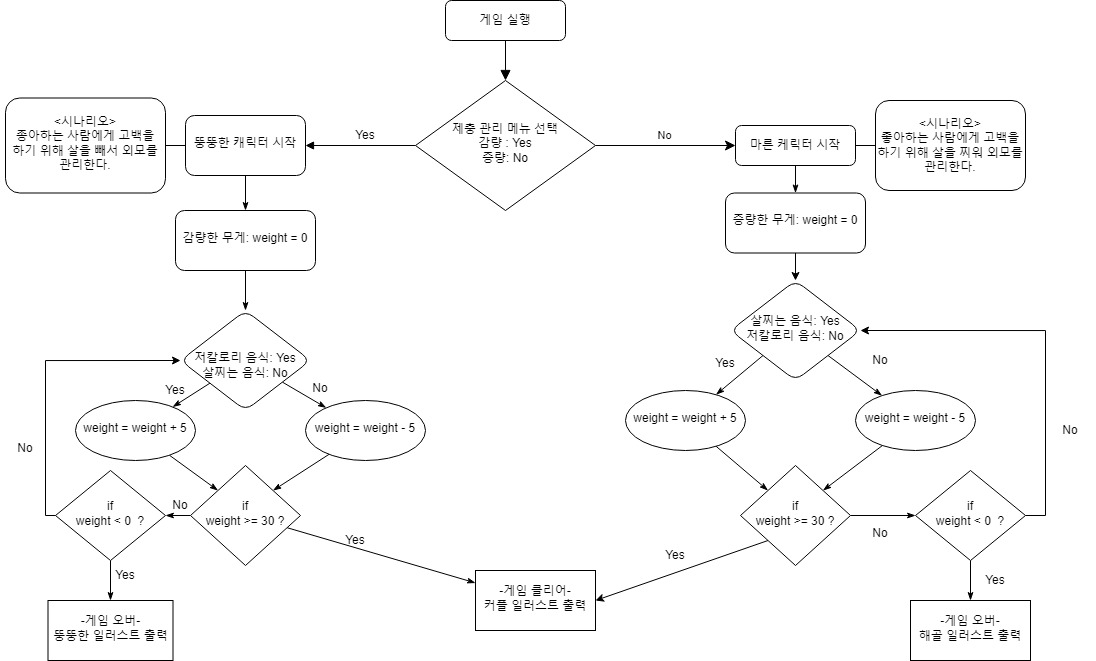 게임 실행
제충 관리 메뉴 선택
감량 : Yes
증량: No
Yes
No
<시나리오>
좋아하는 사람에게 고백을
하기 위해 살을 빼서 외모를
관리한다.
뚱뚱한 캐릭터 시작
마른 케릭터 시작
<시나리오>
좋아하는 사람에게 고백을
하기 위해 살을 찌워 외모를
관리한다.
감량한 무게: weight = 0
증량한 무게: weight = 0
저칼로리 음식: Yes
살찌는 음식: No
살찌는 음식: Yes
저칼로리 음식: No
Yes
No
Yes
No
weight = weight + 5
weight = weight - 5
weight = weight + 5
weight = weight - 5
No
No
if
weight < 0 ?
No
if
weight >= 30 ?
if
weight >= 30 ?
No
if
weight < 0 ?
Yes
Yes
Yes
Yes
-게임 오버-
뚱뚱한 일러스트 출력
-게임 클리어-
커플 일러스트 출력
-게임 오버-
해골 일러스트 출력